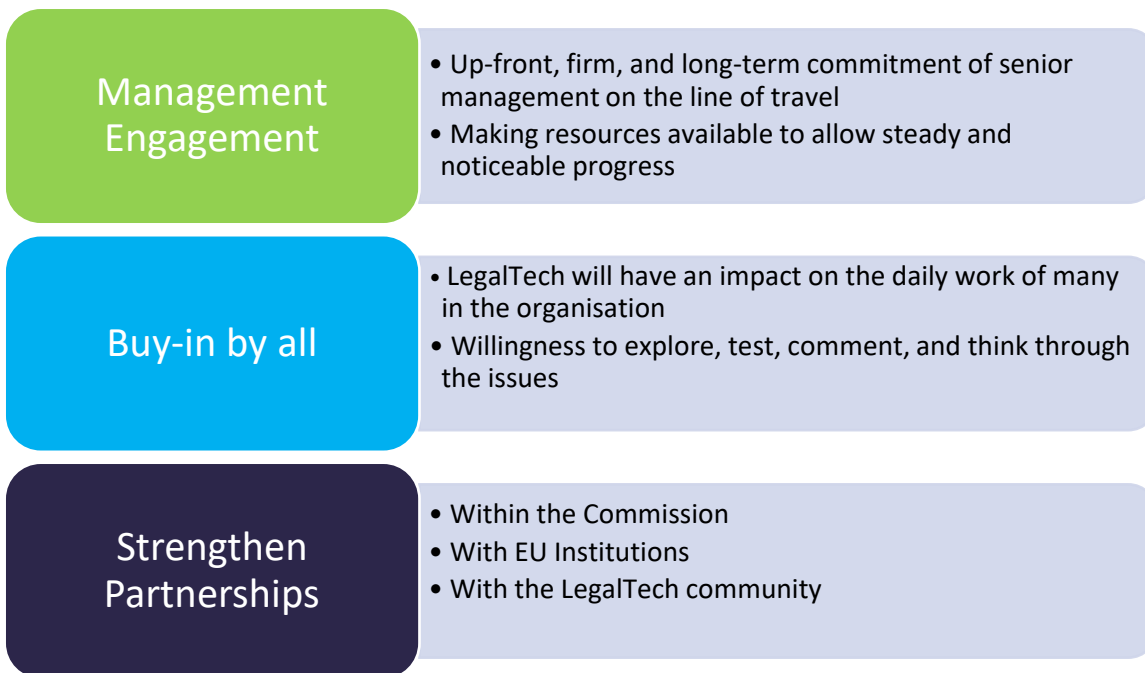 Management
Engagement
• Up-front, firm, and long-term commitment of senior
management on the line of travel
• Making resources available to allow steady and
noticeable progress
Buy-in by all
• LegalTech will have an impact on the daily work of many
in the organisation
• Willingness to explore, test, comment, and think through
the issues
Strengthen
Partnerships
• Within the Commission
• With EU Institutions
• With the LegalTech community